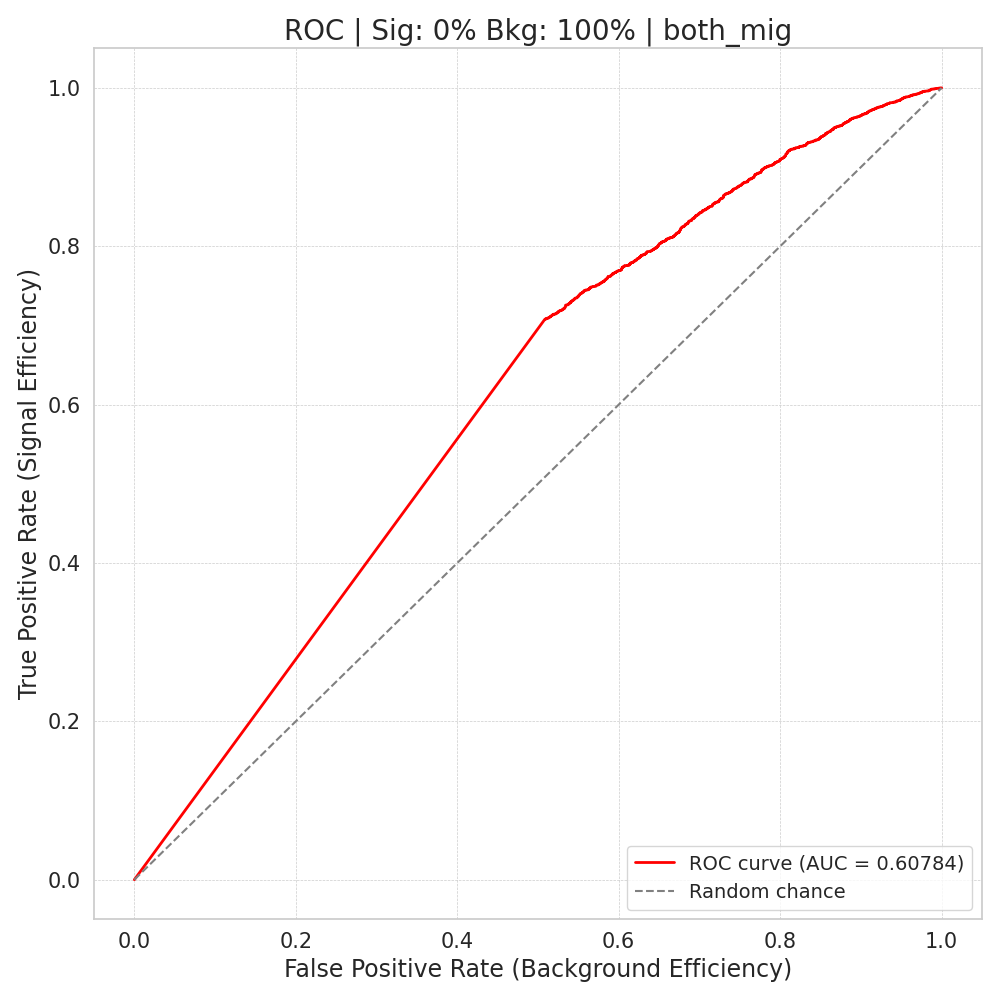 ROC | Sig: 0% Bkg: 100% | both_mig
True Positive Rate (Signal Efficiency)
1.0
0.8
0.6
0.4
0.2
0.0
ROC curve (AUC = 0.60784)
Random chance
0.0 0.2 0.4 0.6 0.8 1.0
False Positive Rate (Background Efficiency)